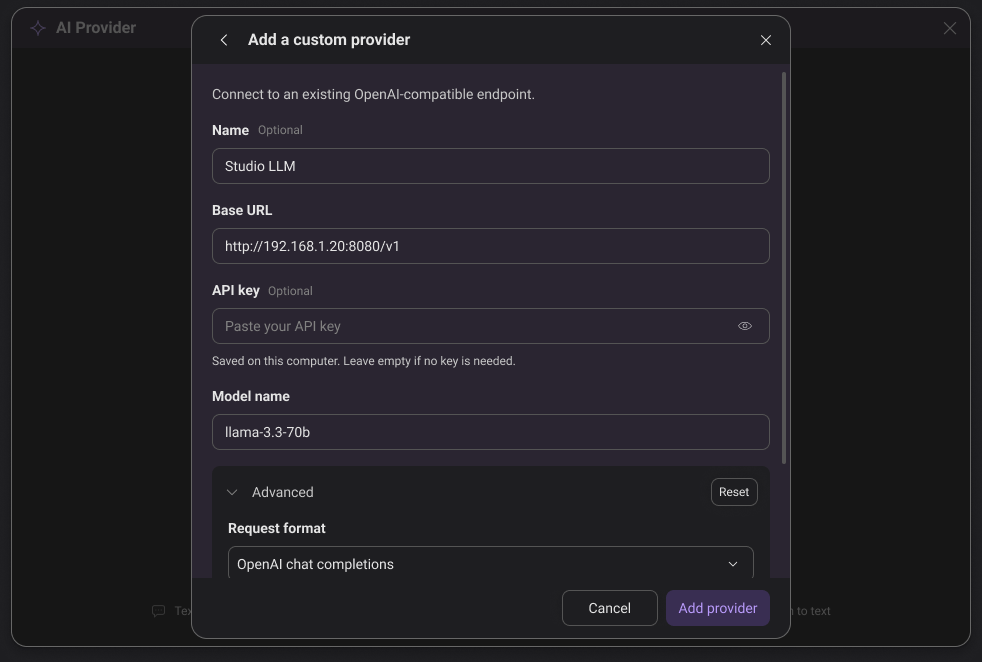 AI Provider
Add a custom provider
Connect to an existing OpenAI-compatible endpoint.
Name Optional
Studio LLM
Base URL
http://192.168.1.20:8080/v1
API key Optional
Paste your API key
Saved on this computer. Leave empty if no key is needed.
Model name
llama-3.3-70b
Advanced
Reset
Request format
OpenAI chat completions
to text
Cancel
Add provider